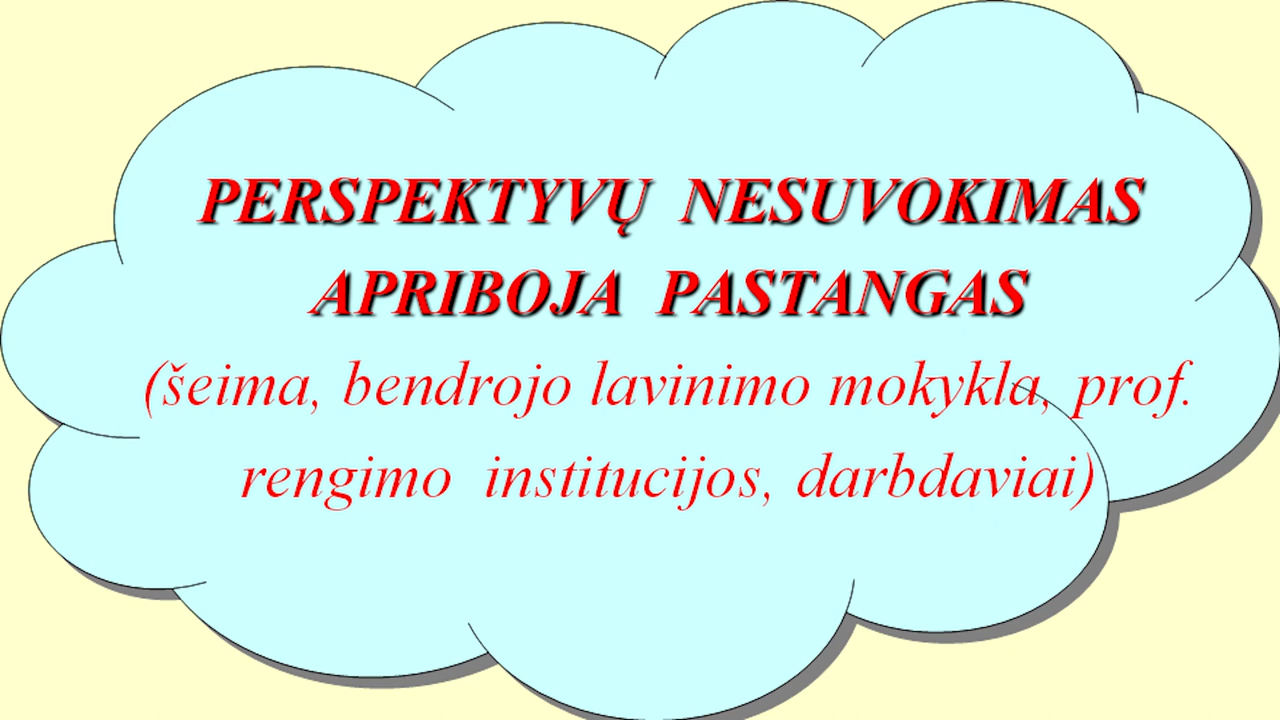 PERSPEKTYVŲ NESUVOKIMAS
APRIBOJA PASTANGAS
(šeima, bendrojo lavinimo mokykla, prof.
rengimo institucijos, darbdaviai)